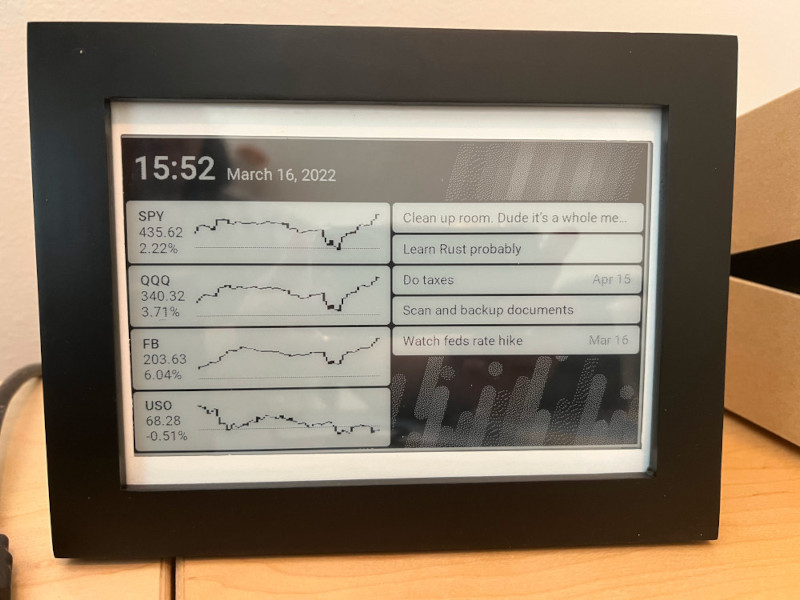 15:52 March 16, 2022
SPY
435.62
2.22%
QQQ
340.32
3.71%
FB
203.63
6.04%
USO
68.28
-0.51%
Clean up room. Dude it's a whole me...
Learn Rust probably
Do taxes Apr 15
Scan and backup documents
Watch feds rate hike Mar 16